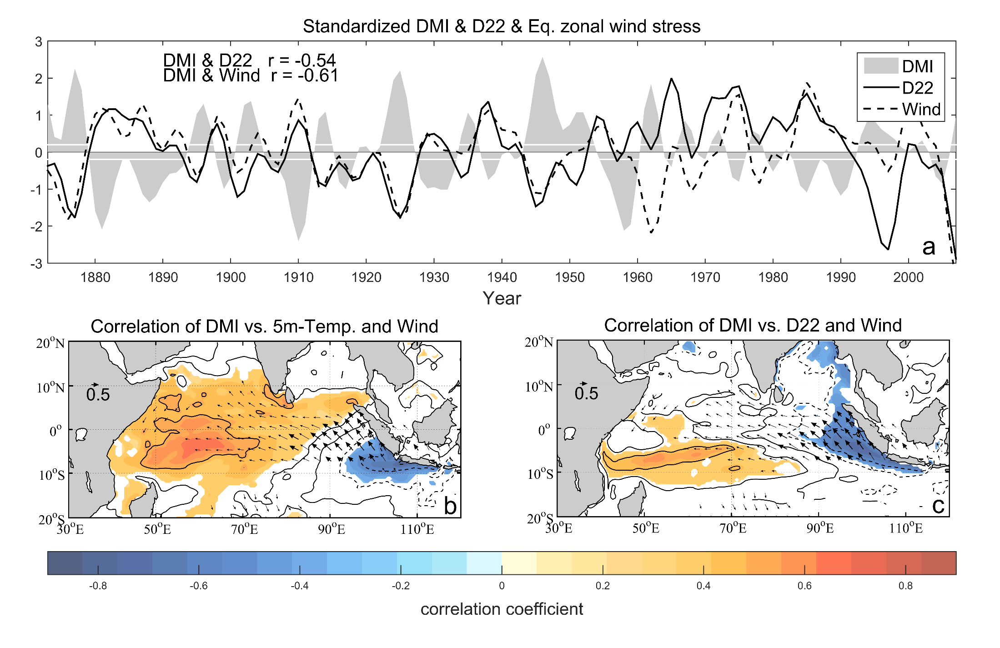 Standardized DMI & D22 & Eq. zonal wind stress
3
2
1
0
-1
-2
-3
DMI & D22 r = -0.54
DMI & Wind r = -0.61
DMI
D22
Wind
a
1880 1890 1900 1910 1920 1930 1940 1950 1960 1970 1980 1990 2000
Year
Correlation of DMI vs. 5m-Temp. and Wind
20°N
10°N
0°
10°S
20°S
0.5
b
30°E 50°E 70°E 90°E 110°E
Correlation of DMI vs. D22 and Wind
20°N
10°N
0°
10°S
20°S
0.5
c
30°E 50°E 70°E 90°E 110°E
-0.8 -0.6 -0.4 -0.2 0 0.2 0.4 0.6 0.8
correlation coefficient